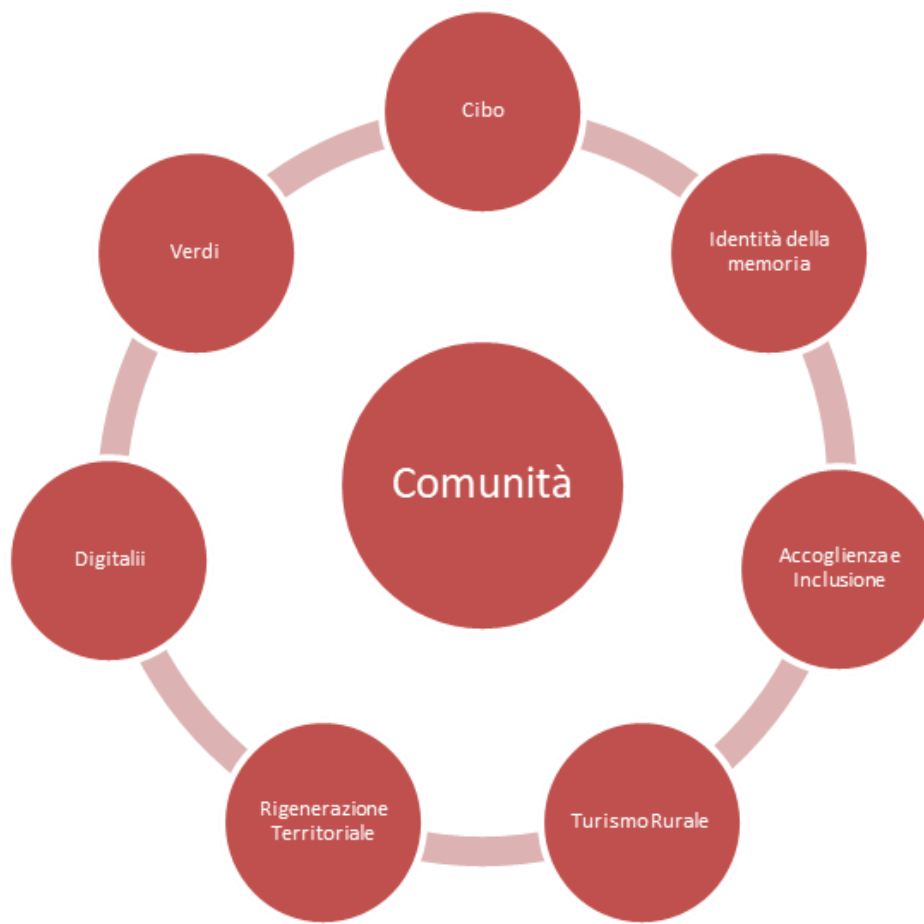 Cibo
Identità della
memoria
Accoglienza e
Inclusione
Turismo Rurale
Rigenerazione
Territoriale
Digitalii
Verdi
Comunità